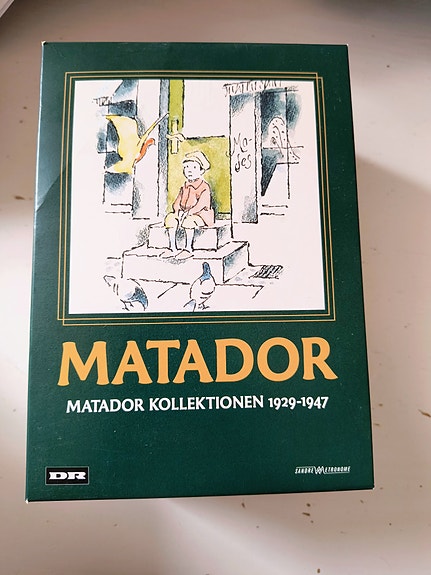 Mo-
des
MATADOR
MATADOR KOLLEKTIONEN 1929-1947
DR
SANDREW METRONOME